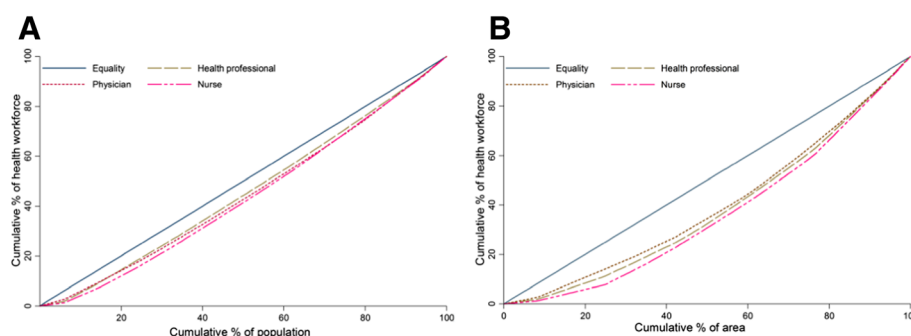 A
B
Cumulative % of health workforce
100
80
60
40
20
0
Equality
Health professional
Physician
Nurse
20
40
60
80
100
Cumulative % of population
Cumulative % of health workforce
100
80
60
40
20
0
Equality
Health professional
Physician
Nurse
0
20
40
60
80
Cumulative % of area